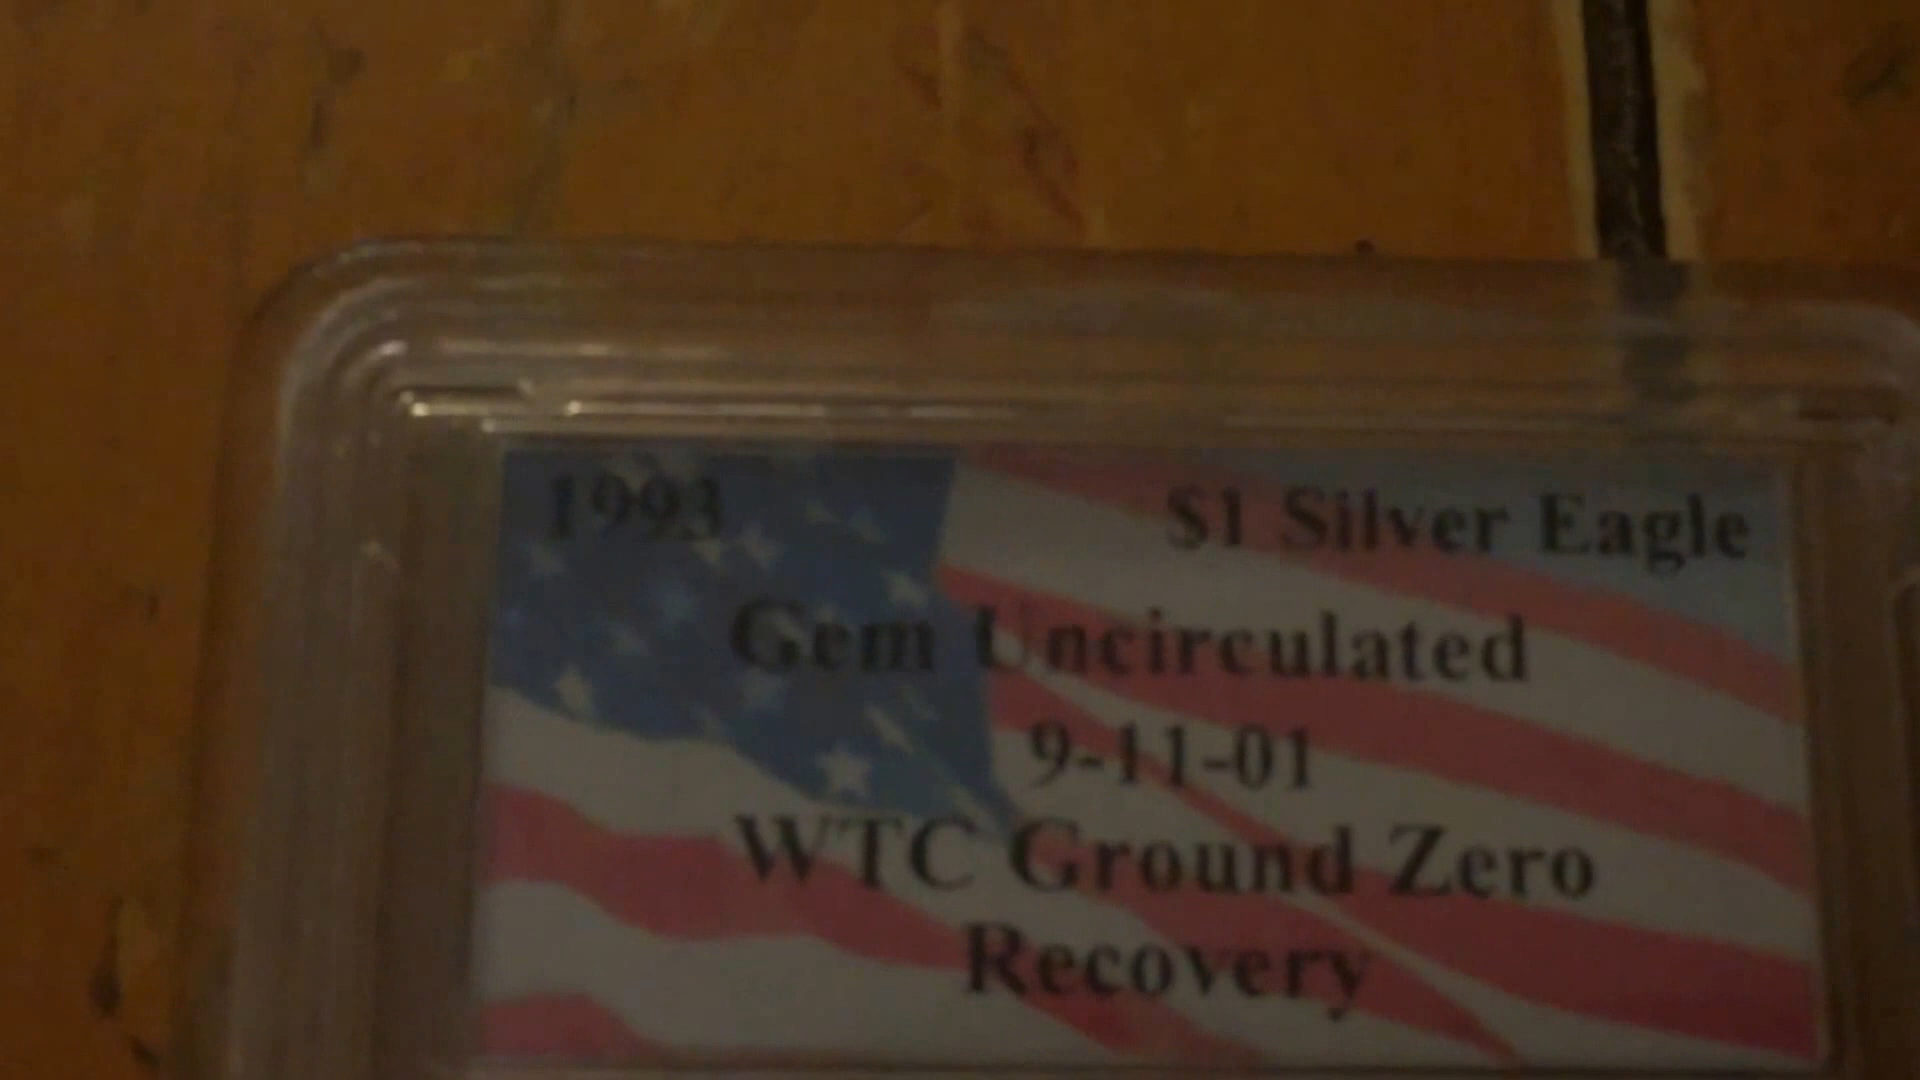 1993 $1 Silver Eagle
Gem Uncirculated
9-11-01
WTC Ground Zero
Recovery